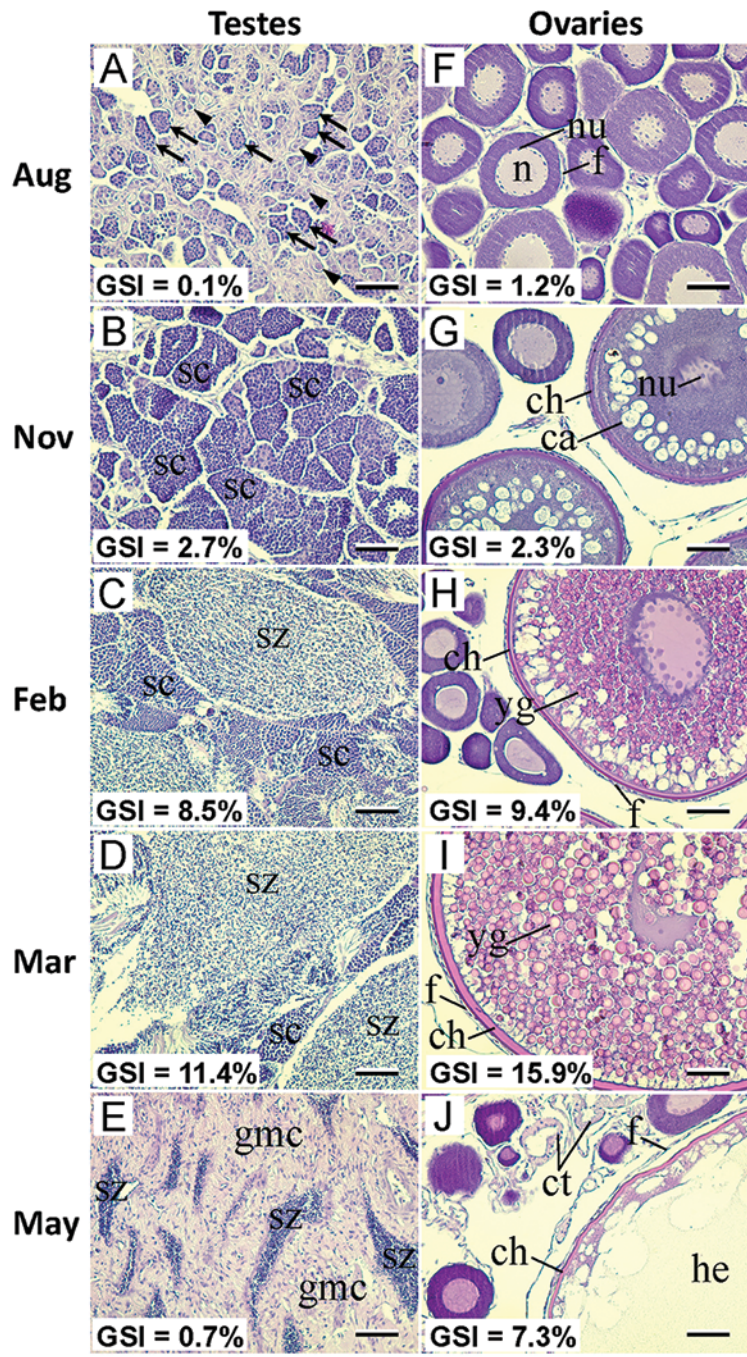 Testes
Ovaries
Aug
A
GSI = 0.1%
F
nu
n
f
GSI = 1.2%
Nov
B
sc
sc
sc
sc
GSI = 2.7%
G
nu
ch
ca
GSI = 2.3%
Feb
C
sz
sc
sc
GSI = 8.5%
H
ch
yg
f
GSI = 9.4%
Mar
D
sz
sc
sz
GSI = 11.4%
I
yg
f
ch
GSI = 15.9%
May
E
gmc
sz
sz
sz
gmc
GSI = 0.7%
J
f
ct
ch
he
GSI = 7.3%